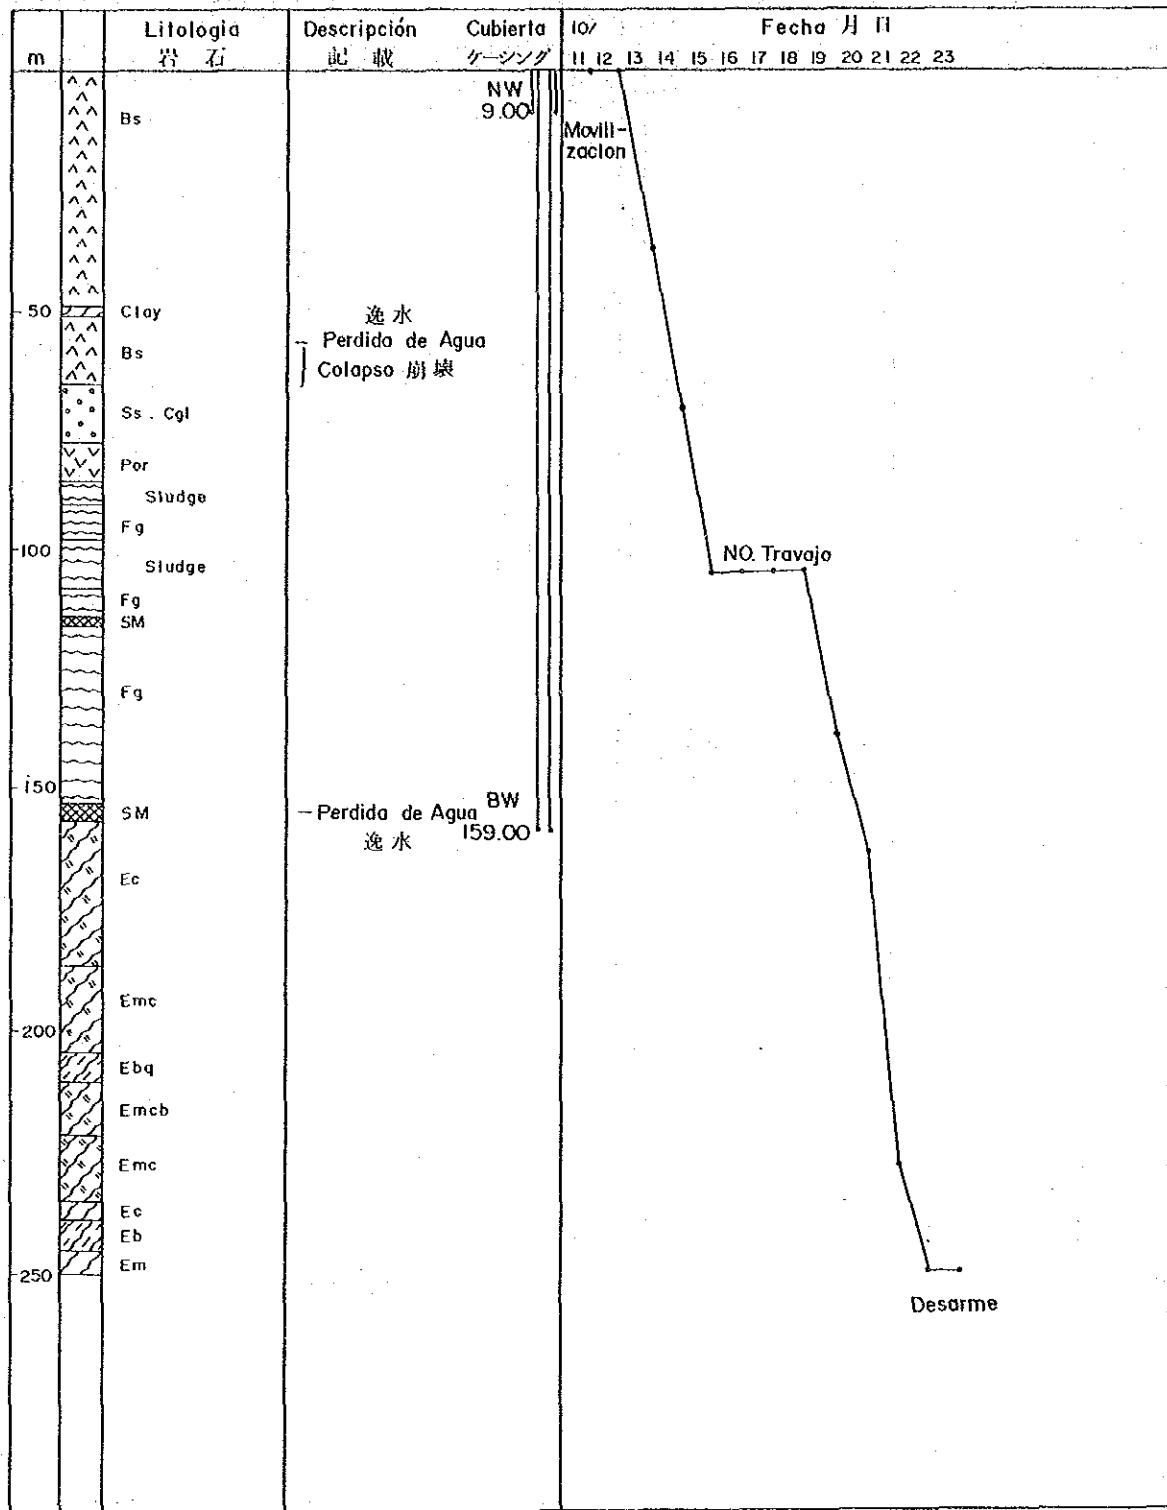 m
Litologia
岩石
Descripción
記載
Cubierta
ケーシング
10/
Fecha 月日
11 12 13 14 15 16 17 18 19 20 21 22 23
NW
9.00
Bs
Movili-
zacion
50
Clay
逸水
Perdida de Agua
Bs
Colapso 崩壊
Ss. Cgl
Por
Sludge
Fg
100
NO. Travajo
Sludge
Fg
SM
Fg
150
SM
Perdida de Agua
逸水
BW
159.00
Ec
Emc
200
Ebq
Emcb
Emc
Ec
Eb
Em
250
Desarme